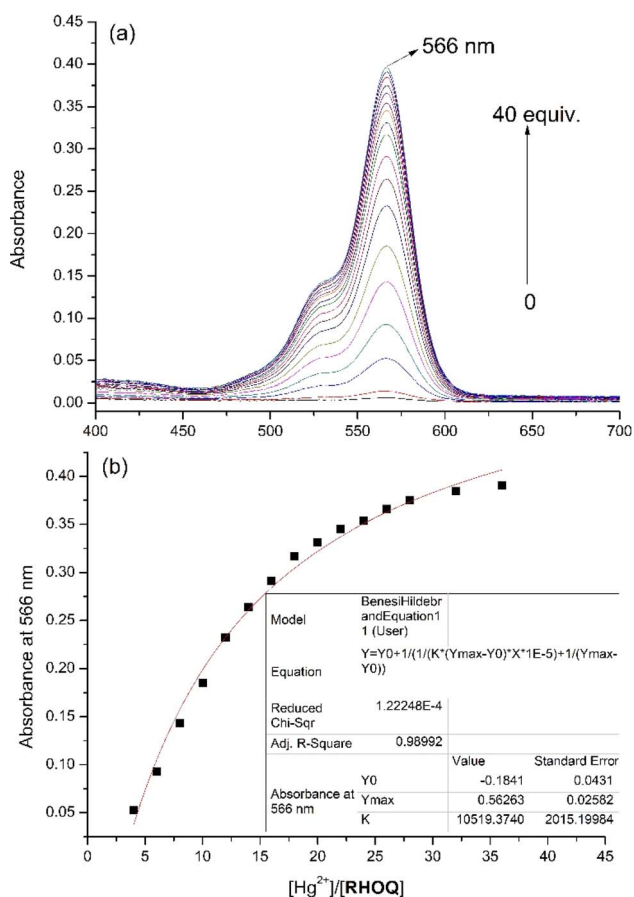 (a)
566 nm
40 equiv.
0
Absorbance
0.45
0.40
0.35
0.30
0.25
0.20
0.15
0.10
0.05
0.00
400
450
500
550
600
650
700
(b)
Absorbance at 566 nm
0.40
0.35
0.30
0.25
0.20
0.15
0.10
0.05
Model
BenesiHildebr
andEquation1
1 (User)
Equation
Y=Y0+1/(1/(K*(Ymax-Y0)*X*1E-5)+1/(Ymax-
Y0))
Reduced
Chi-Sqr
1.22248E-4
Adj. R-Square
0.98992
Value
Standard Error
Absorbance at
566 nm
Y0
-0.1841
0.0431
Ymax
0.56263
0.02582
K
10519.3740
2015.19984
0
5
10
15
20
25
30
35
40
45
[Hg²⁺]/[RHOQ]